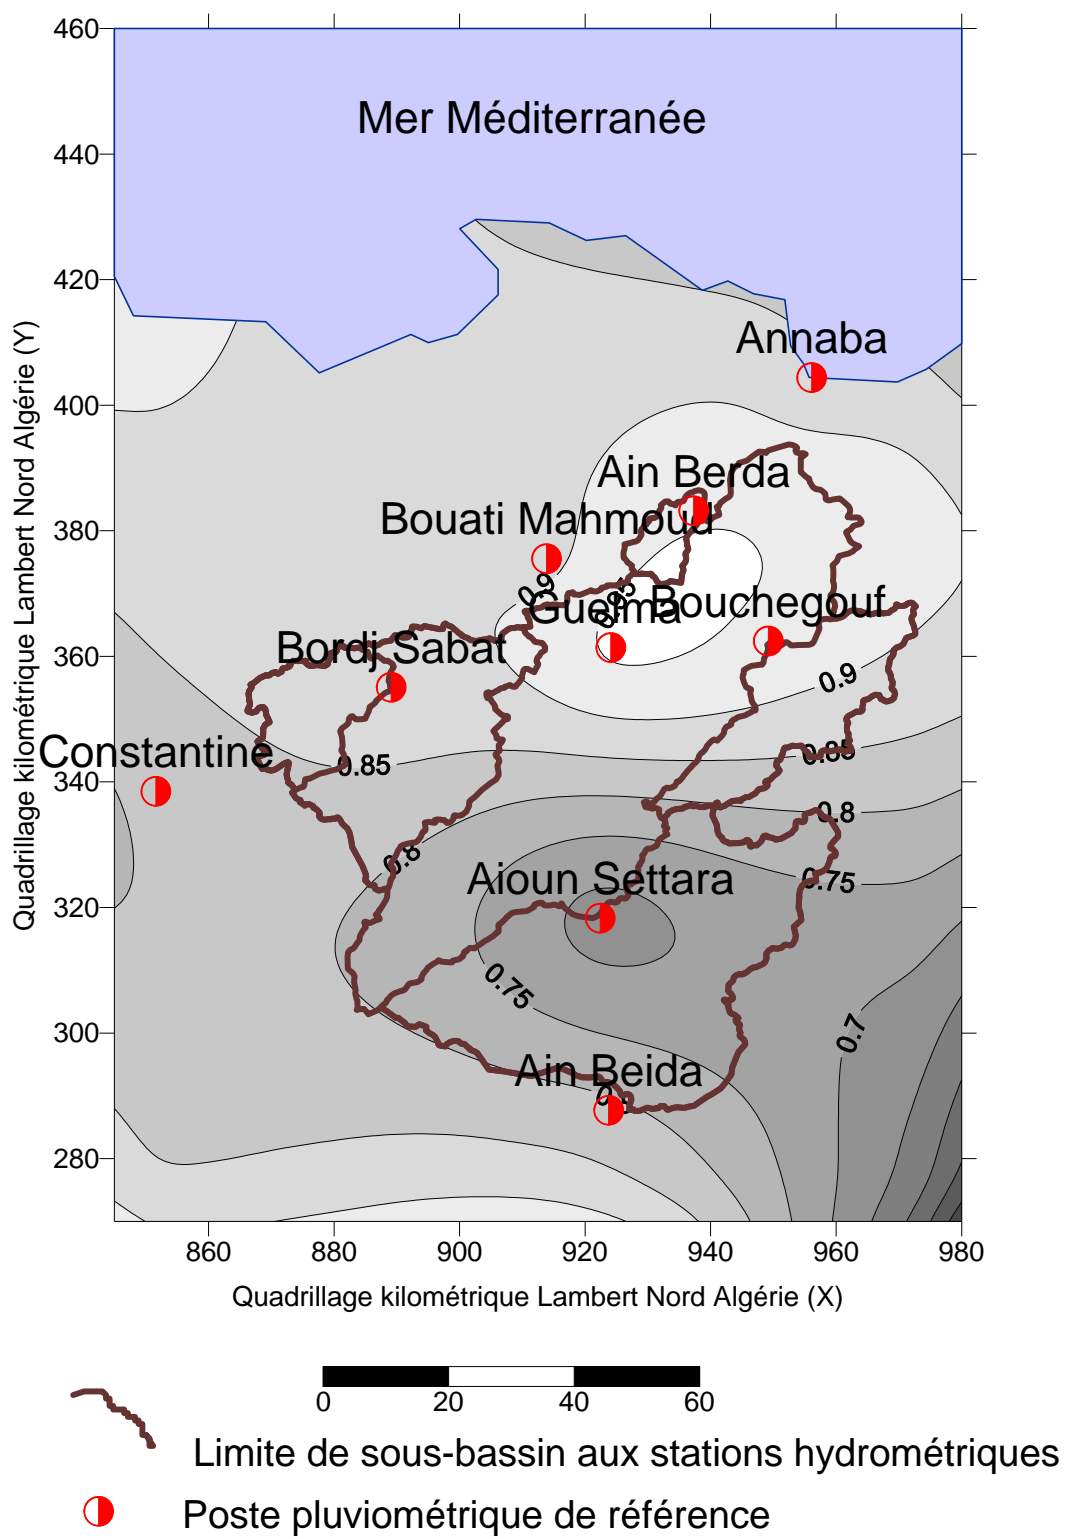 460
Mer Méditerranée
440
420
Annaba
400
Ain Berda
Bouati Mahmoud
380
0.9
0.95
Guelma
Bouchegouf
Bordj Sabat
360
0.9
Constantine
0.85
0.85
340
0.8
0.8
Aioun Settara
0.75
320
0.75
0.7
300
Ain Beida
280
860 880 900 920 940 960 980
Quadrillage kilométrique Lambert Nord Algérie (X)
Quadrillage kilométrique Lambert Nord Algérie (Y)
0 20 40 60
Limite de sous-bassin aux stations hydrométriques
Poste pluviométrique de référence